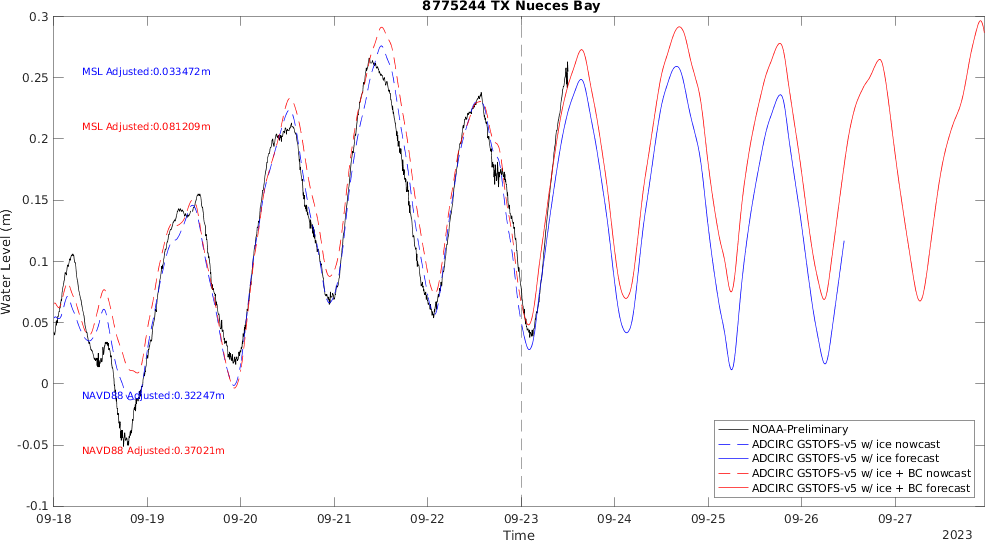 8775244 TX Nueces Bay
0.3
0.25
0.2
0.15
0.1
0.05
0
-0.05
-0.1
Water Level (m)
MSL Adjusted:0.033472m
MSL Adjusted:0.081209m
NAVD88 Adjusted:0.32247m
NAVD88 Adjusted:0.37021m
NOAA-Preliminary
ADCIRC GSTOFS-v5 w/ ice nowcast
ADCIRC GSTOFS-v5 w/ ice forecast
ADCIRC GSTOFS-v5 w/ ice + BC nowcast
ADCIRC GSTOFS-v5 w/ ice + BC forecast
09-18 09-19 09-20 09-21 09-22 09-23 09-24 09-25 09-26 09-27
Time
2023